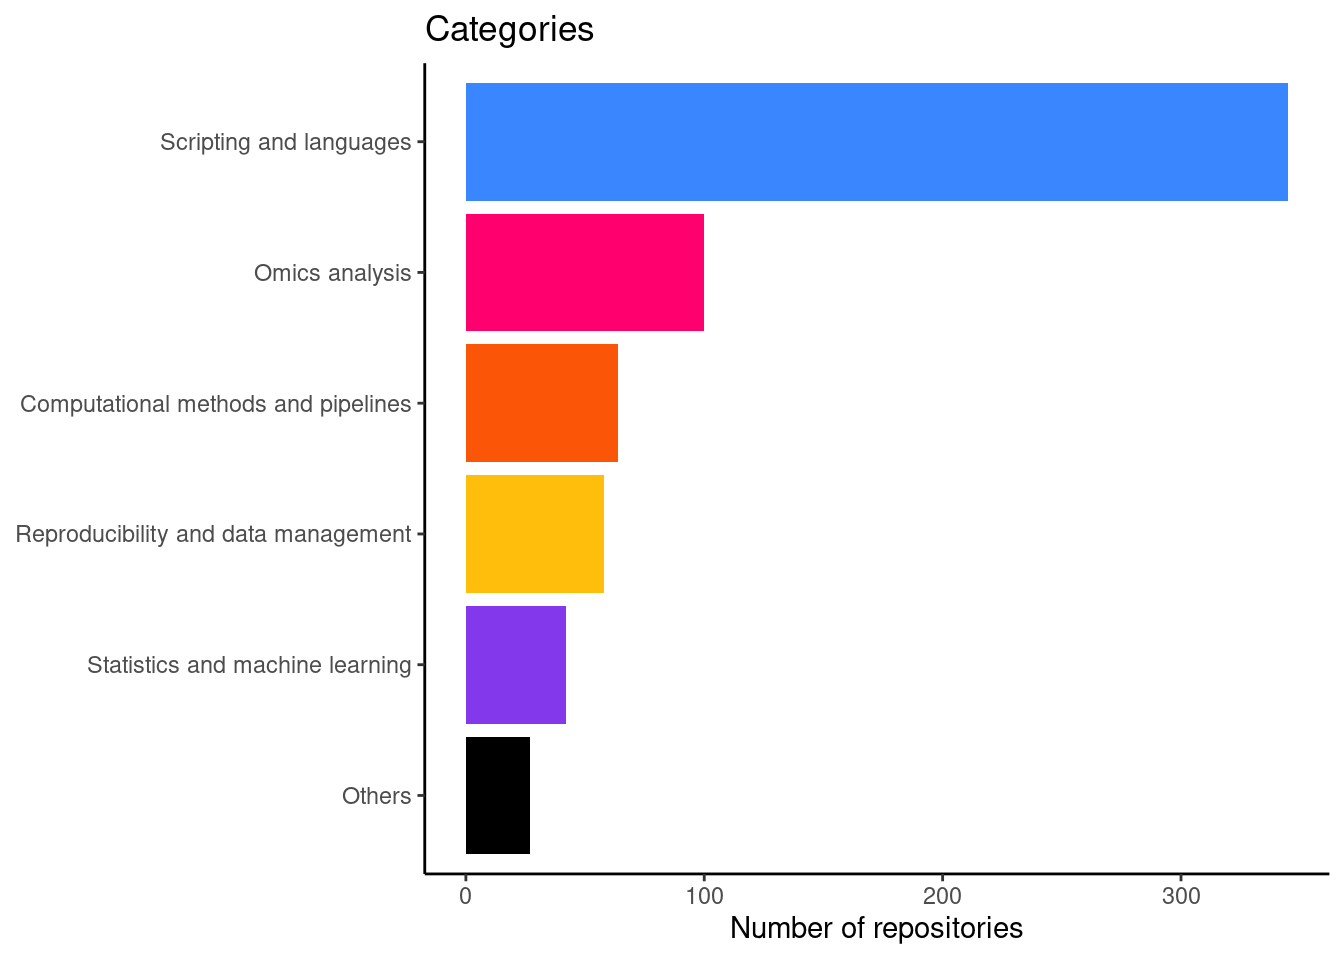 Categories
Scripting and languages
Omics analysis
Computational methods and pipelines
Reproducibility and data management
Statistics and machine learning
Others
0 100 200 300
Number of repositories